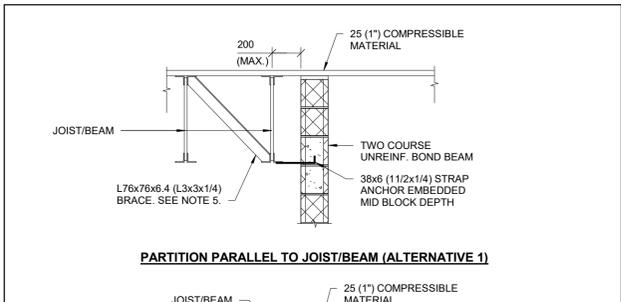 25 (1") COMPRESSIBLE
MATERIAL
200
(MAX.)
JOIST/BEAM
TWO COURSE
UNREINF. BOND BEAM
L76x76x6.4 (L3x3x1/4)
BRACE. SEE NOTE 5.
38x6 (11/2x1/4) STRAP
ANCHOR EMBEDDED
MID BLOCK DEPTH
PARTITION PARALLEL TO JOIST/BEAM (ALTERNATIVE 1)
25 (1") COMPRESSIBLE
JOIST/BEAM
MATERIAL